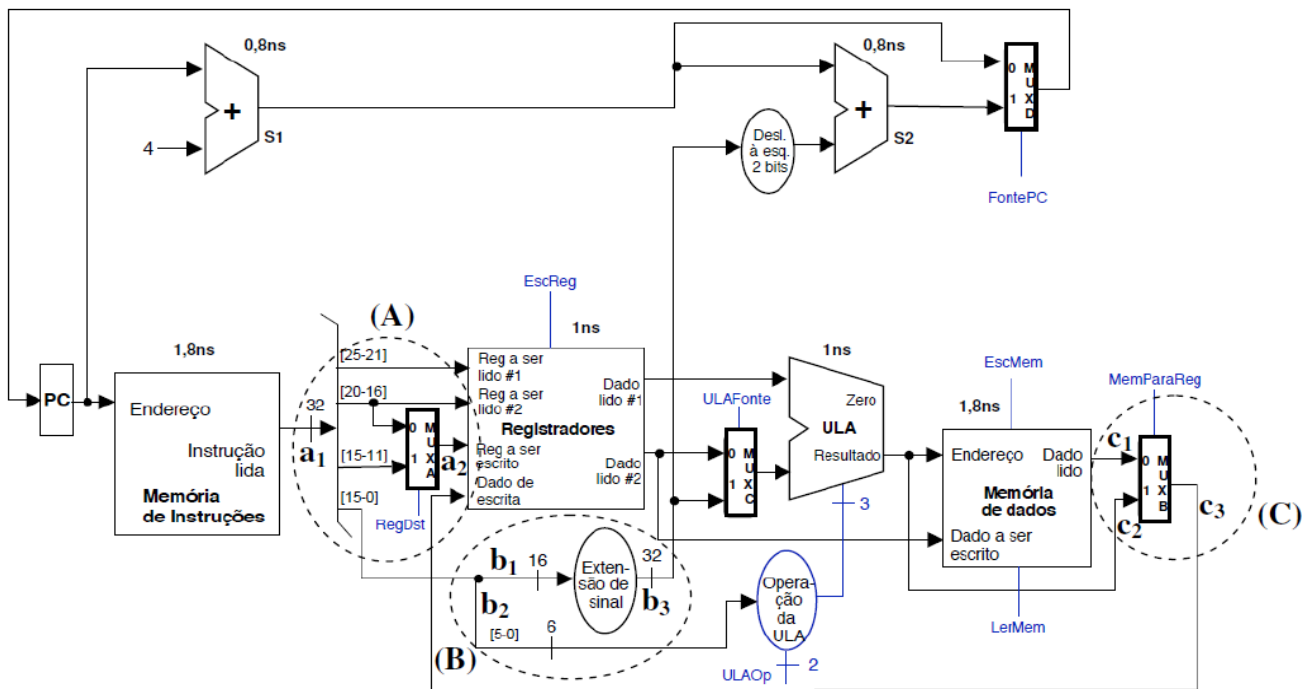 0,8ns
+
S1
4
0,8ns
+
S2
Desl.
à esq.
2 bits
0
1
M
U
X
D
FontePC
EscReg
(A)
1,8ns
[25-21]
[20-16]
[15-11]
[15-0]
32
a1
0
1
M
U
X
A
a2
RegDst
PC
Endereço
Instrução
lida
Memória
de Instruções
1ns
Reg a ser
lido #1
Reg a ser
lido #2
Registradores
Reg a ser
escrito
Dado de
escrita
Dado
lido #1
Dado
lido #2
ULAFonte
0
1
M
U
X
C
1ns
Zero
ULA
Resultado
3
EscMem
1,8ns
Endereço
Dado
lido
Memória
de dados
Dado a ser
escrito
LerMem
MemParaReg
c1
c2
0
1
M
U
X
B
c3
(C)
b1
16
Exten-
são de
sinal
32
b3
b2
[5-0]
6
(B)
Opera-
ção
da
ULA
ULAOp
2